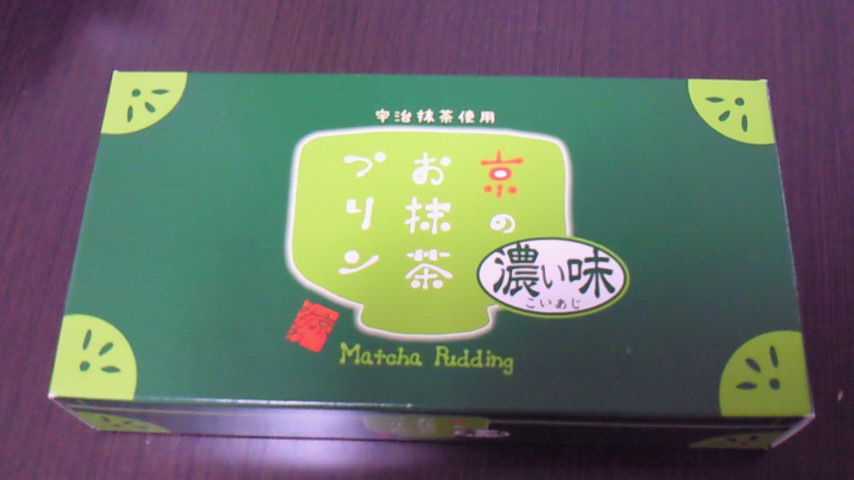 宇治抹茶使用
京の
お抹茶
プリン
濃い味
こいあじ
Matcha Pudding